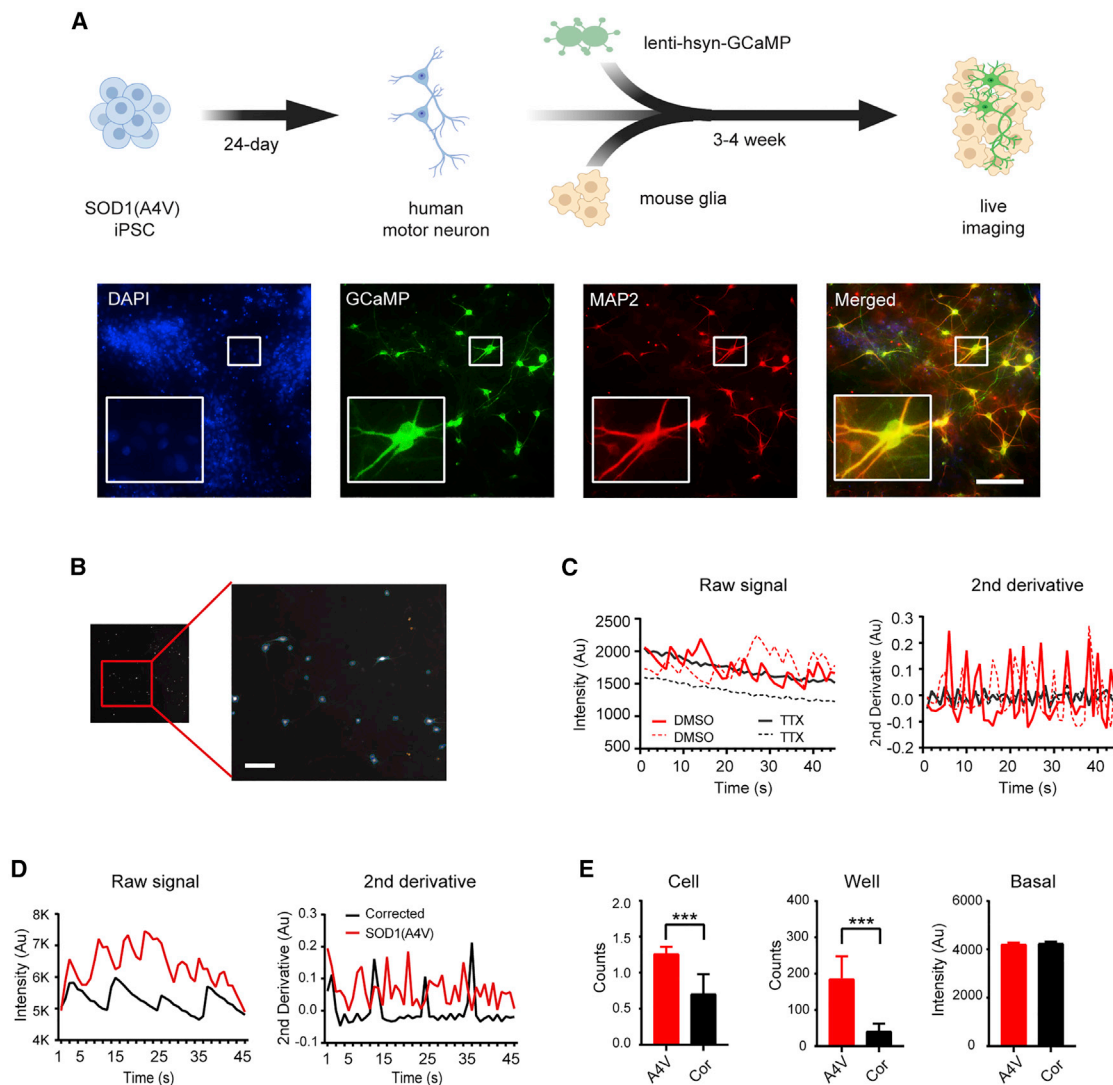 A
lenti-hsyn-GCaMP
24-day
3-4 week
mouse glia
SOD1(A4V)
iPSC
human
motor neuron
live
imaging
DAPI
GCaMP
MAP2
Merged
B
C
Raw signal
Intensity (Au)
2500
2000
1500
1000
500
DMSO
DMSO
TTX
TTX
0 10 20 30 40
Time (s)
2nd derivative
2nd Derivative (Au)
0.3
0.2
0.1
0.0
-0.1
-0.2
0 10 20 30 40
Time (s)
D
Raw signal
Intensity (Au)
8K
7K
6K
5K
4K
1 5 15 25 35 45
Time (s)
2nd derivative
2nd Derivative (Au)
0.3
0.2
0.1
0.0
-0.1
Corrected
SOD1(A4V)
1 5 15 25 35 45
Time (s)
E
Cell
Counts
2.0
1.5
1.0
0.5
0.0
***
A4V
Cor
Well
Counts
400
300
200
100
0
***
A4V
Cor
Basal
Intensity (Au)
6000
4000
2000
0
A4V
Cor